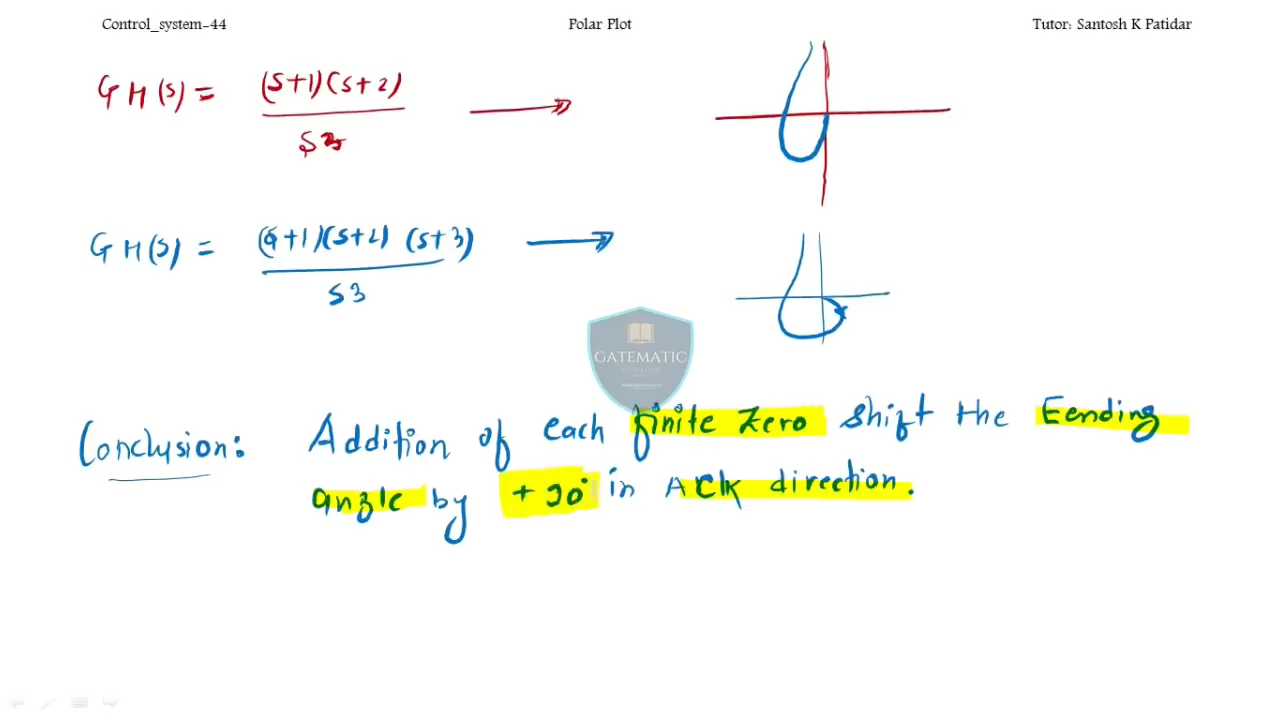 Control_system-44 Polar Plot Tutor: Santosh K Patidar
GH(s) = (s+1)(s+2)
s3
GH(s) = (s+1)(s+2) (s+3)
s3
GATEMATIC
EDUCATION
Conclusion: Addition of each finite zero shift the Eending
angle by +90° in ACK direction.